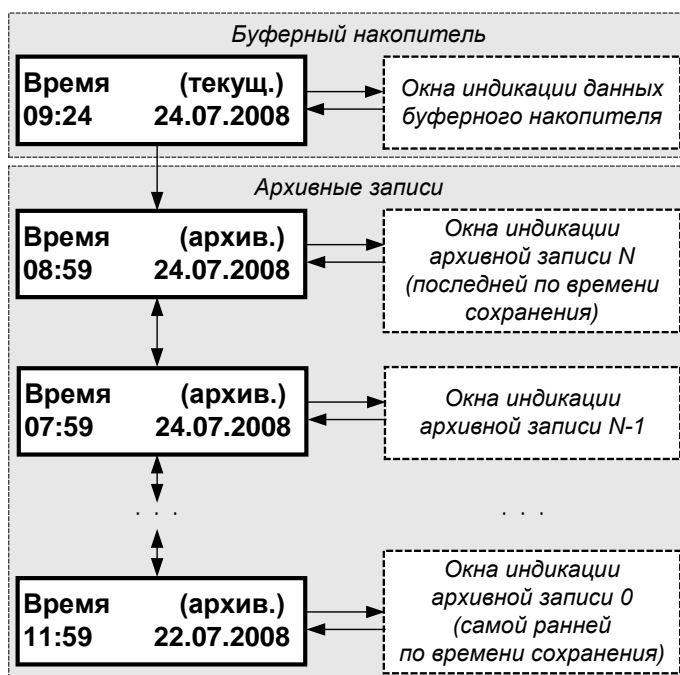 Буферный накопитель
Время (текущ.)
09:24 24.07.2008
Окна индикации данных
буферного накопителя
Архивные записи
Время (архив.)
08:59 24.07.2008
Окна индикации
архивной записи N
(последней по времени
сохранения)
Время (архив.)
07:59 24.07.2008
Окна индикации
архивной записи N-1
. . .
. . .
Время (архив.)
11:59 22.07.2008
Окна индикации
архивной записи 0
(самой ранней
по времени сохранения)